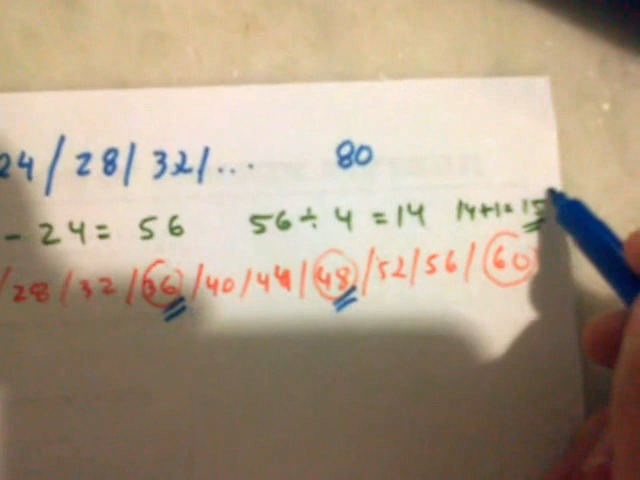 24 / 28 / 32 / ... 80
- 24 = 56 56 ÷ 4 = 14 14+1=15
/ 28 / 32 / 36 / 40 / 44 / 48 / 52 / 56 / 60